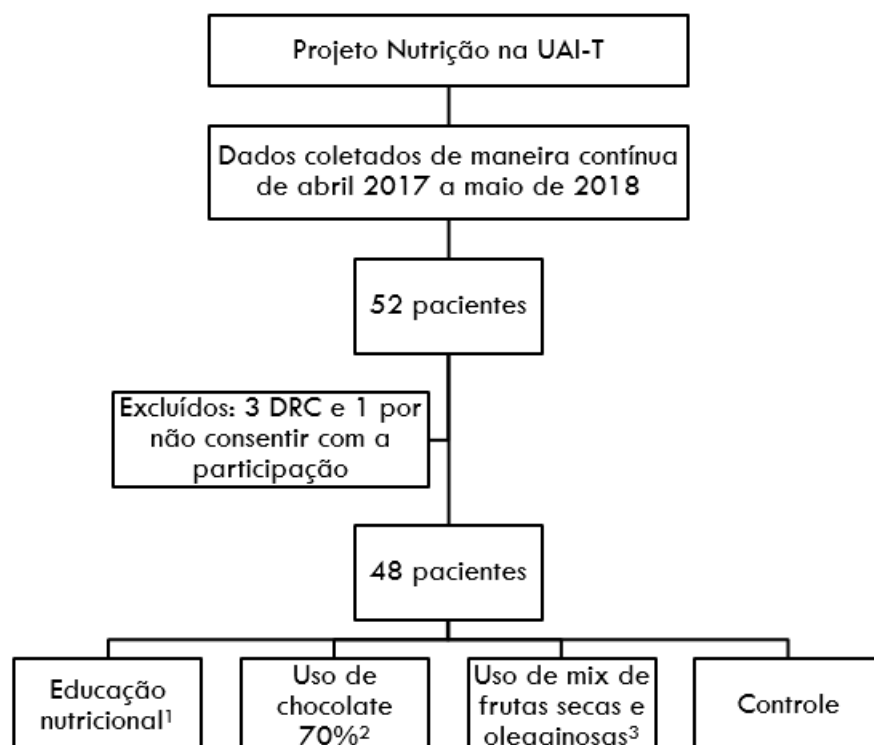 Projeto Nutrição na UAI-T
Dados coletados de maneira contínua
de abril 2017 a maio de 2018
52 pacientes
Excluídos: 3 DRC e 1 por
não consentir com a
participação
48 pacientes
Educação
nutricional¹
Uso de
chocolate
70%²
Uso de mix de
frutas secas e
oleaginosas³
Controle